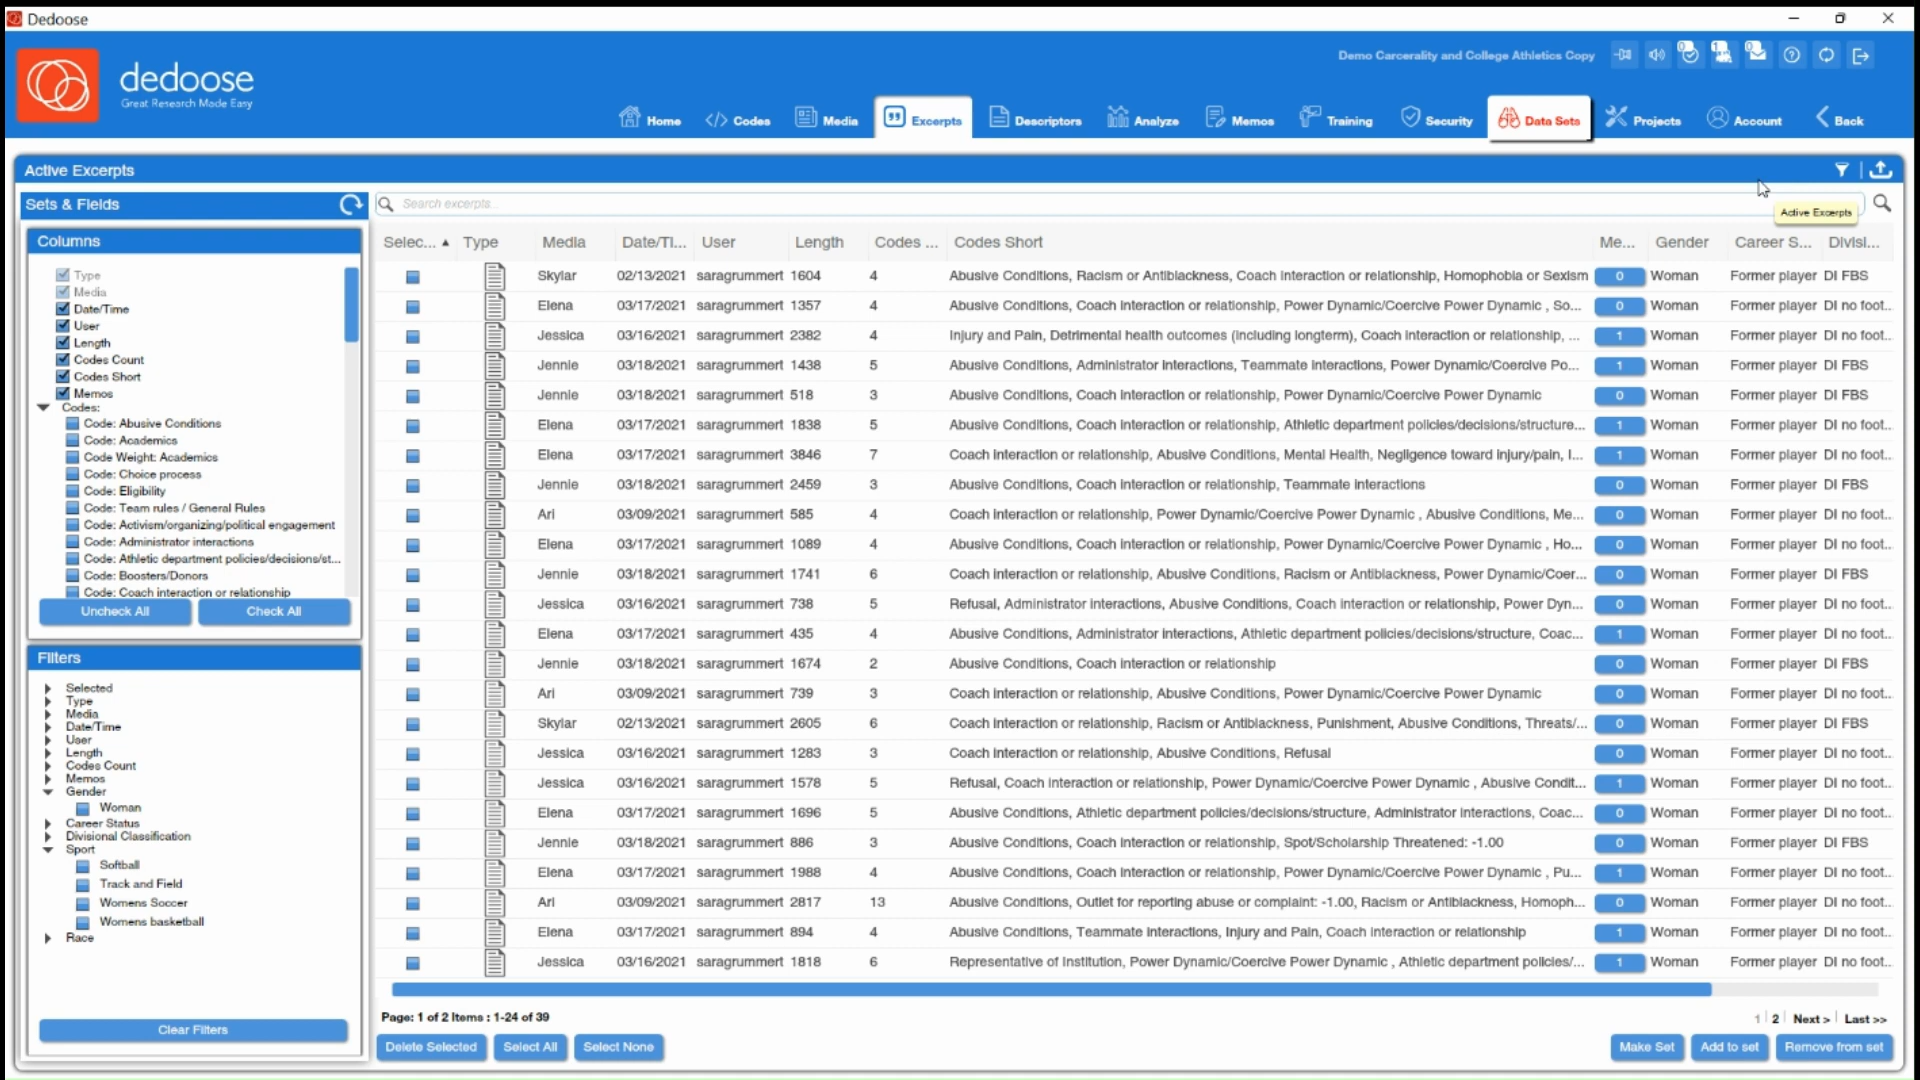 Dedoose
dedoose
Great Research Made Easy
Demo Carcerality and College Athletics Copy
Home Codes Media Excerpts Descriptors Analyze Memos Training Security Data Sets Projects Account Back
Active Excerpts
Sets & Fields
Search excerpts...
Active Excerpts
Columns
Type
Media
Date/Time
User
Length
Codes Count
Codes Short
Memos
Codes:
Code: Abusive Conditions
Code: Academics
Code Weight: Academics
Code: Choice process
Code: Eligibility
Code: Team rules / General Rules
Code: Activism/organizing/political engagement
Code: Administrator interactions
Code: Athletic department policies/decisions/st...
Code: Boosters/Donors
Code: Coach interaction or relationship
Uncheck All Check All
Filters
Selected
Type
Media
Date/Time
User
Length
Codes Count
Memos
Gender
Woman
Career Status
Divisional Classification
Sport
Softball
Track and Field
Womens Soccer
Womens basketball
Race
Clear Filters
Selec... Type Media Date/Ti... User Length Codes ... Codes Short Me... Gender Career S... Divisi...
Skylar 02/13/2021 saragrummert 1604 4 Abusive Conditions, Racism or Antiblackness, Coach interaction or relationship, Homophobia or Sexism 0 Woman Former player DI FBS
Elena 03/17/2021 saragrummert 1357 4 Abusive Conditions, Coach interaction or relationship, Power Dynamic/Coercive Power Dynamic , So... 0 Woman Former player DI no foot...
Jessica 03/16/2021 saragrummert 2382 4 Injury and Pain, Detrimental health outcomes (including longterm), Coach interaction or relationship, ... 1 Woman Former player DI no foot...
Jennie 03/18/2021 saragrummert 1438 5 Abusive Conditions, Administrator interactions, Teammate interactions, Power Dynamic/Coercive Po... 1 Woman Former player DI FBS
Jennie 03/18/2021 saragrummert 518 3 Abusive Conditions, Coach interaction or relationship, Power Dynamic/Coercive Power Dynamic 0 Woman Former player DI FBS
Elena 03/17/2021 saragrummert 1838 5 Abusive Conditions, Coach interaction or relationship, Athletic department policies/decisions/structure... 1 Woman Former player DI no foot...
Elena 03/17/2021 saragrummert 3846 7 Coach interaction or relationship, Abusive Conditions, Mental Health, Negligence toward injury/pain, I... 1 Woman Former player DI no foot...
Jennie 03/18/2021 saragrummert 2459 3 Abusive Conditions, Coach interaction or relationship, Teammate interactions 0 Woman Former player DI FBS
Ari 03/09/2021 saragrummert 585 4 Coach interaction or relationship, Power Dynamic/Coercive Power Dynamic , Abusive Conditions, Me... 0 Woman Former player DI no foot...
Elena 03/17/2021 saragrummert 1089 4 Abusive Conditions, Coach interaction or relationship, Power Dynamic/Coercive Power Dynamic , Ho... 0 Woman Former player DI no foot...
Jennie 03/18/2021 saragrummert 1741 6 Coach interaction or relationship, Abusive Conditions, Racism or Antiblackness, Power Dynamic/Coer... 0 Woman Former player DI FBS
Jessica 03/16/2021 saragrummert 738 5 Refusal, Administrator interactions, Abusive Conditions, Coach interaction or relationship, Power Dyn... 0 Woman Former player DI no foot...
Elena 03/17/2021 saragrummert 435 4 Abusive Conditions, Administrator interactions, Athletic department policies/decisions/structure, Coac... 1 Woman Former player DI no foot...
Jennie 03/18/2021 saragrummert 1674 2 Abusive Conditions, Coach interaction or relationship 0 Woman Former player DI FBS
Ari 03/09/2021 saragrummert 739 3 Coach interaction or relationship, Abusive Conditions, Power Dynamic/Coercive Power Dynamic 0 Woman Former player DI no foot...
Skylar 02/13/2021 saragrummert 2605 6 Coach interaction or relationship, Racism or Antiblackness, Punishment, Abusive Conditions, Threats/... 0 Woman Former player DI FBS
Jessica 03/16/2021 saragrummert 1283 3 Coach interaction or relationship, Abusive Conditions, Refusal 0 Woman Former player DI no foot...
Jessica 03/16/2021 saragrummert 1578 5 Refusal, Coach interaction or relationship, Power Dynamic/Coercive Power Dynamic , Abusive Condit... 1 Woman Former player DI no foot...
Elena 03/17/2021 saragrummert 1696 5 Abusive Conditions, Athletic department policies/decisions/structure, Administrator interactions, Coac... 0 Woman Former player DI no foot...
Jennie 03/18/2021 saragrummert 886 3 Abusive Conditions, Coach interaction or relationship, Spot/Scholarship Threatened: -1.00 0 Woman Former player DI FBS
Elena 03/17/2021 saragrummert 1988 4 Abusive Conditions, Coach interaction or relationship, Power Dynamic/Coercive Power Dynamic , Pu... 1 Woman Former player DI no foot...
Ari 03/09/2021 saragrummert 2817 13 Abusive Conditions, Outlet for reporting abuse or complaint: -1.00, Racism or Antiblackness, Homoph... 0 Woman Former player DI no foot...
Elena 03/17/2021 saragrummert 894 4 Abusive Conditions, Teammate interactions, Injury and Pain, Coach interaction or relationship 1 Woman Former player DI no foot...
Jessica 03/16/2021 saragrummert 1818 6 Representative of Institution, Power Dynamic/Coercive Power Dynamic , Athletic department policies/... 1 Woman Former player DI no foot...
Page: 1 of 2 Items : 1-24 of 39 1 2 Next > Last >>
Delete Selected Select All Select None Make Set Add to set Remove from set